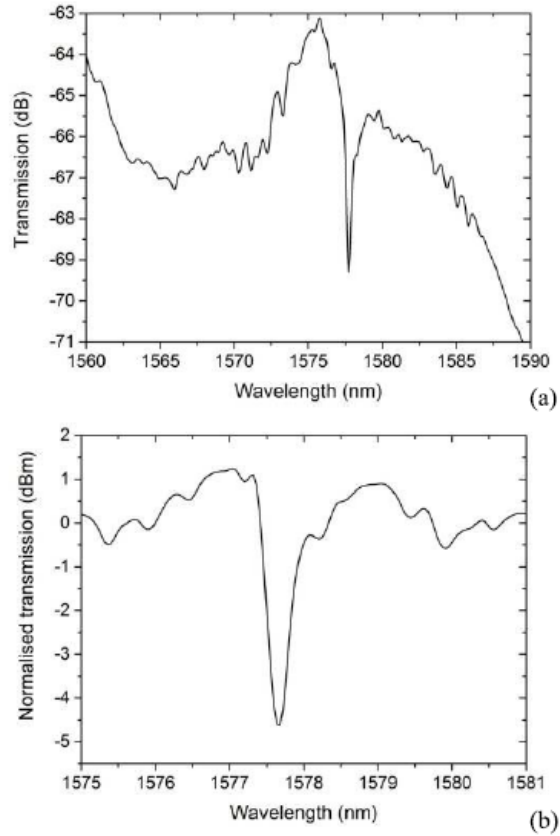 -63
-64
-65
-66
-67
-68
-69
-70
-71
Transmission (dB)
1560 1565 1570 1575 1580 1585 1590
Wavelength (nm)
(a)
2
1
0
-1
-2
-3
-4
-5
Normalised transmission (dBm)
1575 1576 1577 1578 1579 1580 1581
Wavelength (nm)
(b)